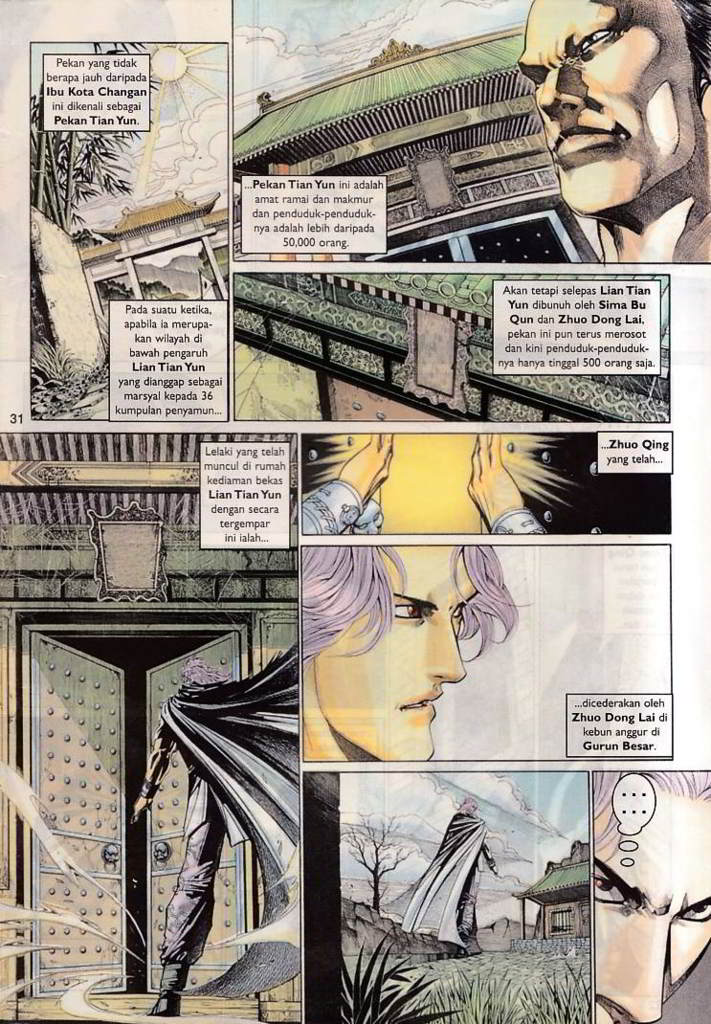 Pekan yang tidak
berapa jauh daripada
Ibu Kota Changan
ini dikenali sebagai
Pekan Tian Yun.
...Pekan Tian Yun ini adalah
amat ramai dan makmur
dan penduduk-penduduk-
nya adalah lebih daripada
50,000 orang.
Pada suatu ketika,
apabila ia merupa-
kan wilayah di
bawah pengaruh
Lian Tian Yun
yang dianggap sebagai
marsyal kepada 36
kumpulan penyamun...
Akan tetapi selepas Lian Tian
Yun dibunuh oleh Sima Bu
Qun dan Zhuo Dong Lai,
pekan ini pun terus merosot
dan kini penduduk-penduduk-
nya hanya tinggal 500 orang saja.
31
Lelaki yang telah
muncul di rumah
kediaman bekas
Lian Tian Yun
dengan secara
tergempar
ini ialah...
...Zhuo Qing
yang telah...
...dicederakan oleh
Zhuo Dong Lai di
kebun anggur di
Gurun Besar.
...
...